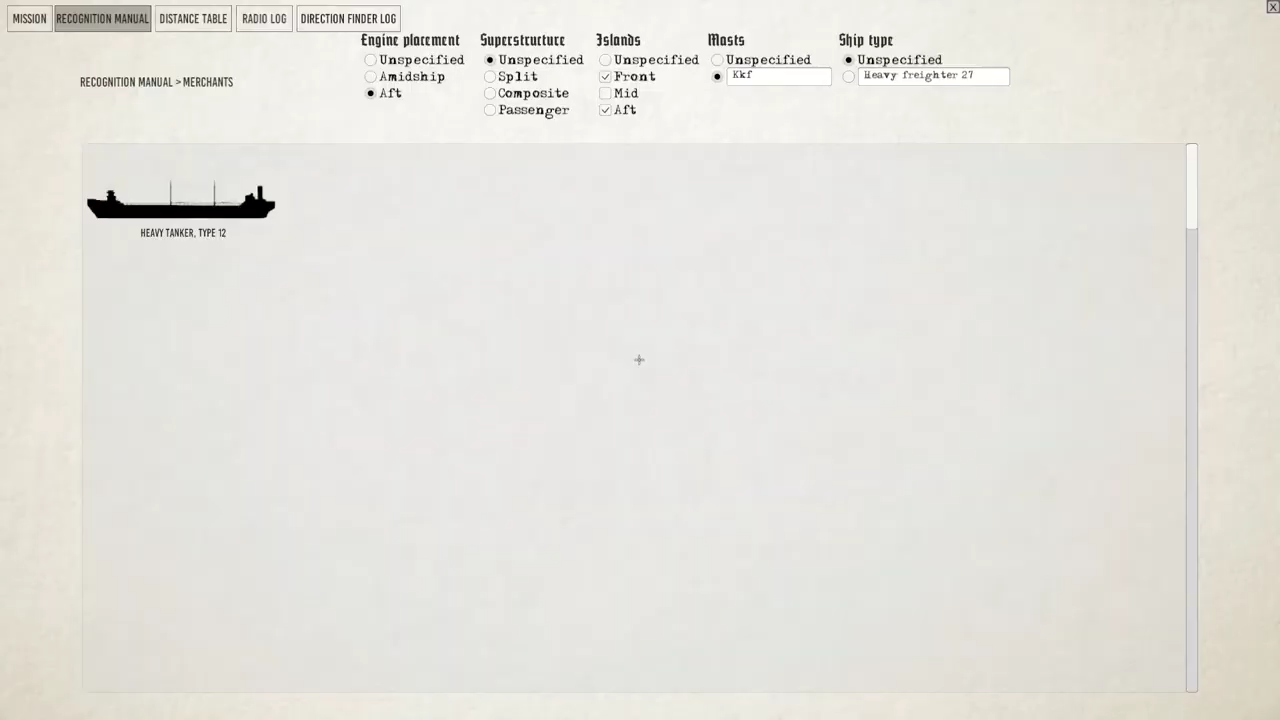 MISSION RECOGNITION MANUAL DISTANCE TABLE RADIO LOG DIRECTION FINDER LOG X
RECOGNITION MANUAL > MERCHANTS
Engine placement
Unspecified
Amidship
Aft
Superstructure
Unspecified
Split
Composite
Passenger
Islands
Unspecified
Front
Mid
Aft
Masts
Unspecified
Kkf
Ship type
Unspecified
Heavy freighter 27
HEAVY TANKER, TYPE 12